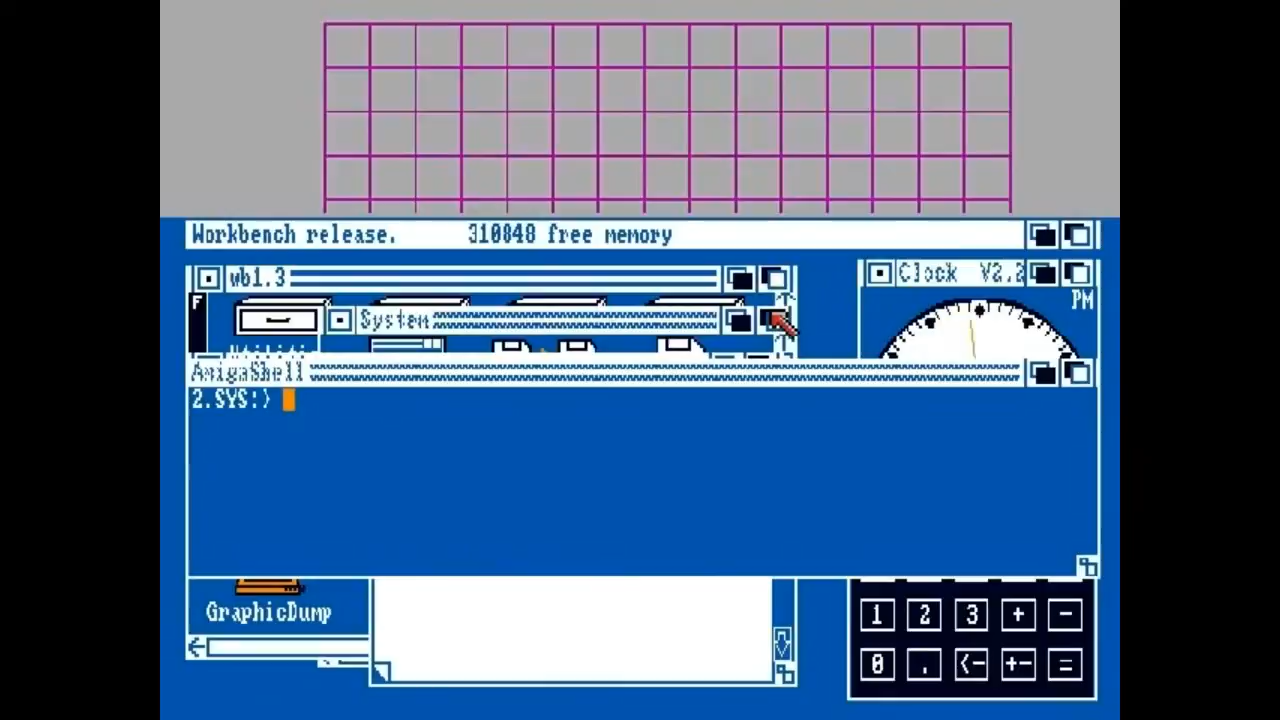 Workbench release. 310848 free memory
wb1.3
Clock V2.2
PM
System
AmigaShell
2.SYS:>
GraphicDump
1 2 3 + -
0 . <- +- =